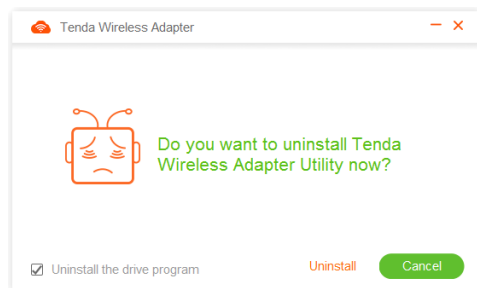 Tenda Wireless Adapter
Do you want to uninstall Tenda
Wireless Adapter Utility now?
Uninstall the drive program
Uninstall
Cancel